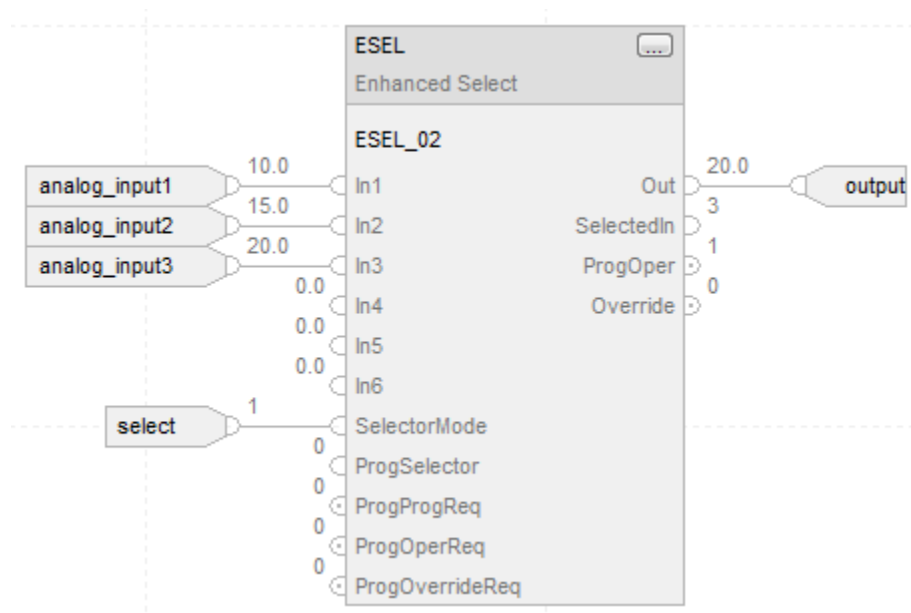 ESEL
...
Enhanced Select
ESEL_02
10.0
20.0
analog_input1
In1
Out
output
15.0
3
analog_input2
In2
SelectedIn
20.0
1
analog_input3
In3
ProgOper
0.0
0
In4
Override
0.0
In5
0.0
In6
1
select
SelectorMode
0
ProgSelector
0
ProgProgReq
0
ProgOperReq
0
ProgOverrideReq